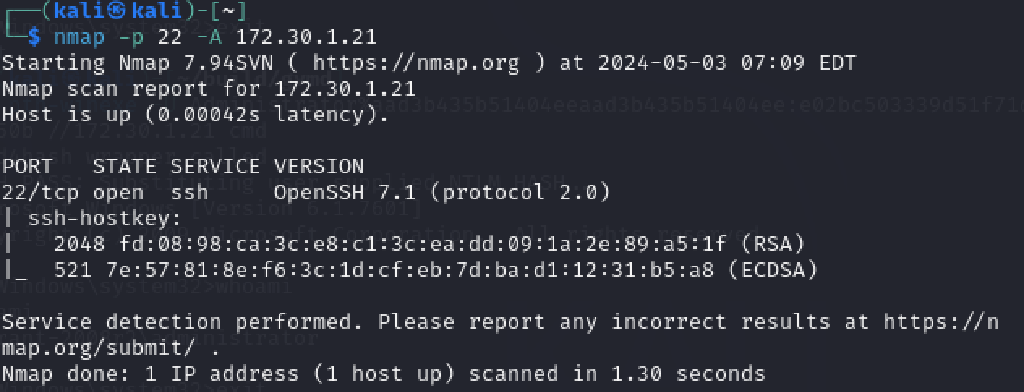 ┌──(kali㉿kali)-[~]
└─$ nmap -p 22 -A 172.30.1.21
Starting Nmap 7.94SVN ( https://nmap.org ) at 2024-05-03 07:09 EDT
Nmap scan report for 172.30.1.21
Host is up (0.00042s latency).
PORT   STATE SERVICE VERSION
22/tcp open  ssh     OpenSSH 7.1 (protocol 2.0)
| ssh-hostkey:
|   2048 fd:08:98:ca:3c:e8:c1:3c:ea:dd:09:1a:2e:89:a5:1f (RSA)
|_  521 7e:57:81:8e:f6:3c:1d:cf:eb:7d:ba:d1:12:31:b5:a8 (ECDSA)
Service detection performed. Please report any incorrect results at https://n
map.org/submit/ .
Nmap done: 1 IP address (1 host up) scanned in 1.30 seconds